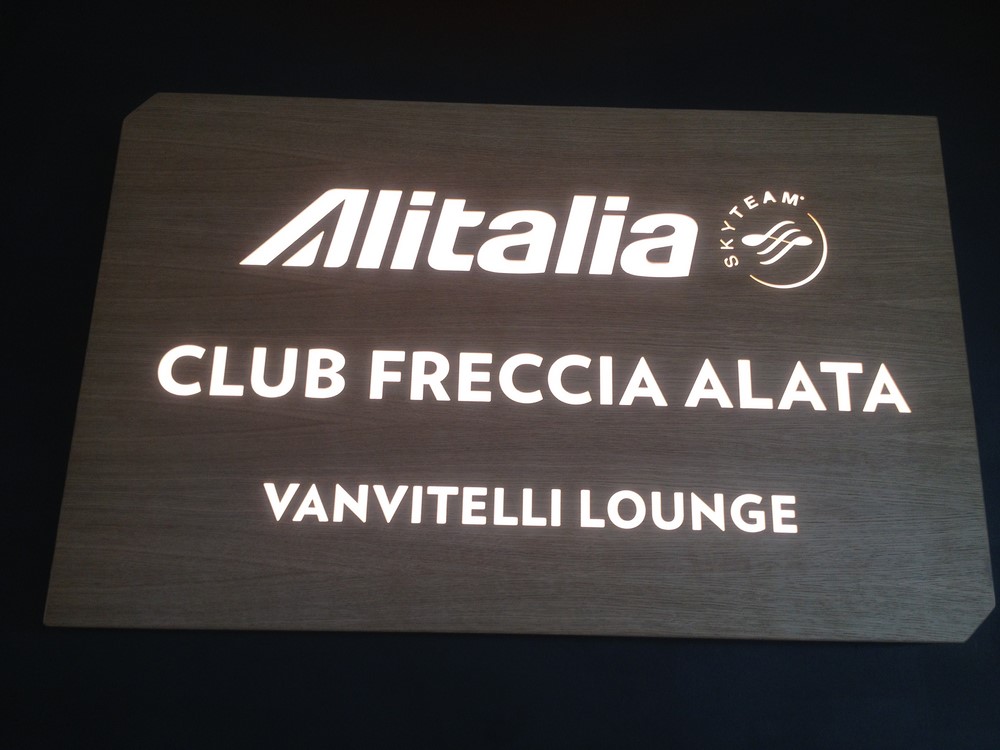 Alitalia SKYTEAM
CLUB FRECCIA ALATA
VANVITELLI LOUNGE